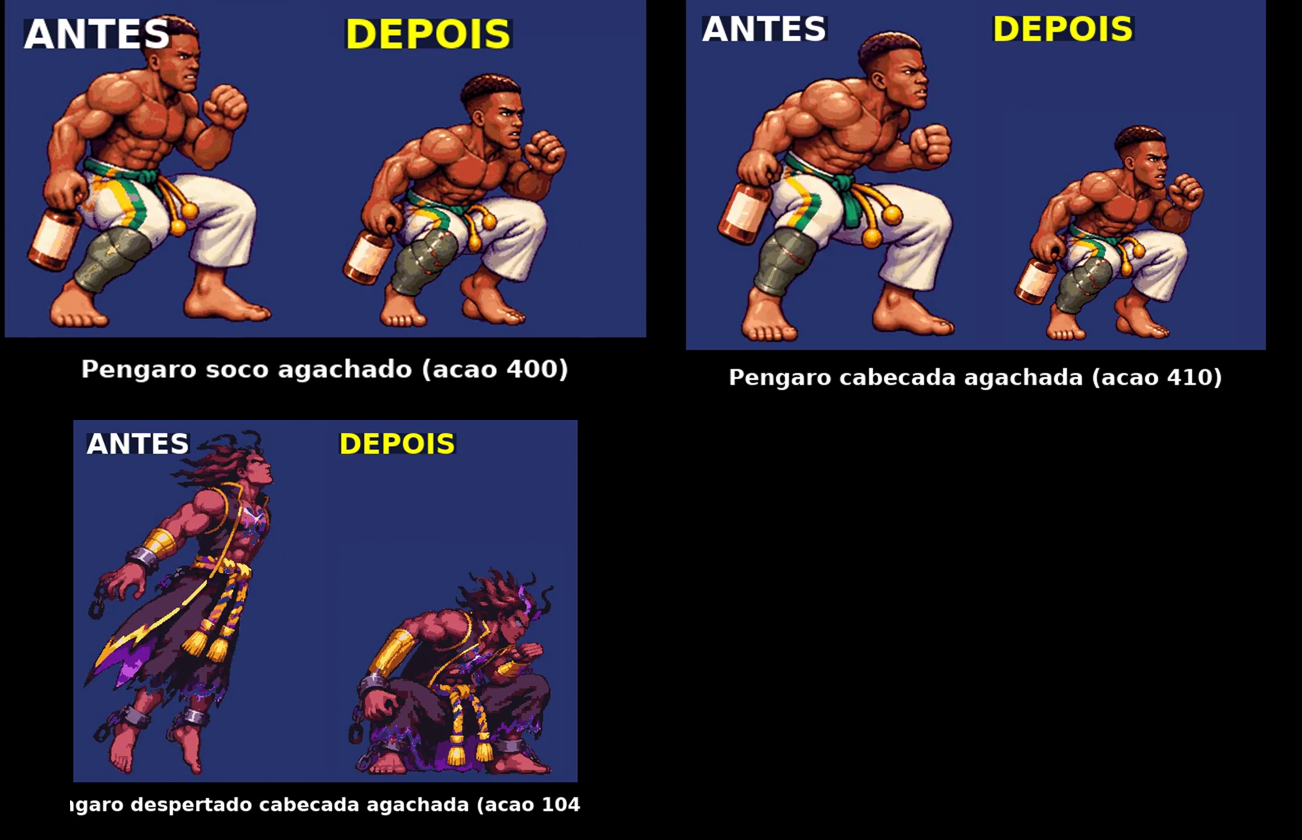 ANTES DEPOIS
ANTES DEPOIS
Pengaro soco agachado (acao 400)
Pengaro cabecada agachada (acao 410)
ANTES DEPOIS
ngaro despertado cabecada agachada (acao 104